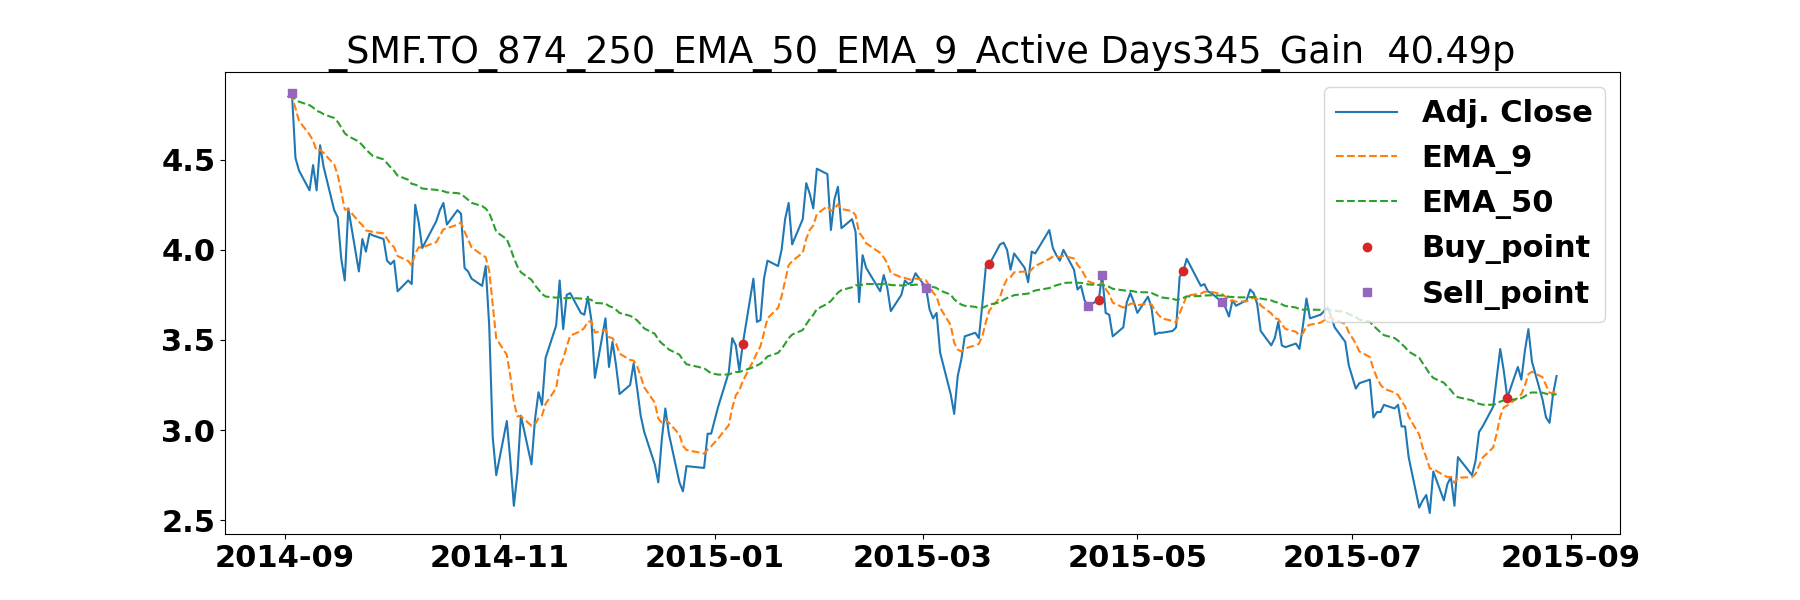 _SMF.TO_874_250_EMA_50_EMA_9_Active Days345_Gain  40.49p
Adj. Close
EMA_9
EMA_50
Buy_point
Sell_point
4.5
4.0
3.5
3.0
2.5
2014-09 2014-11 2015-01 2015-03 2015-05 2015-07 2015-09